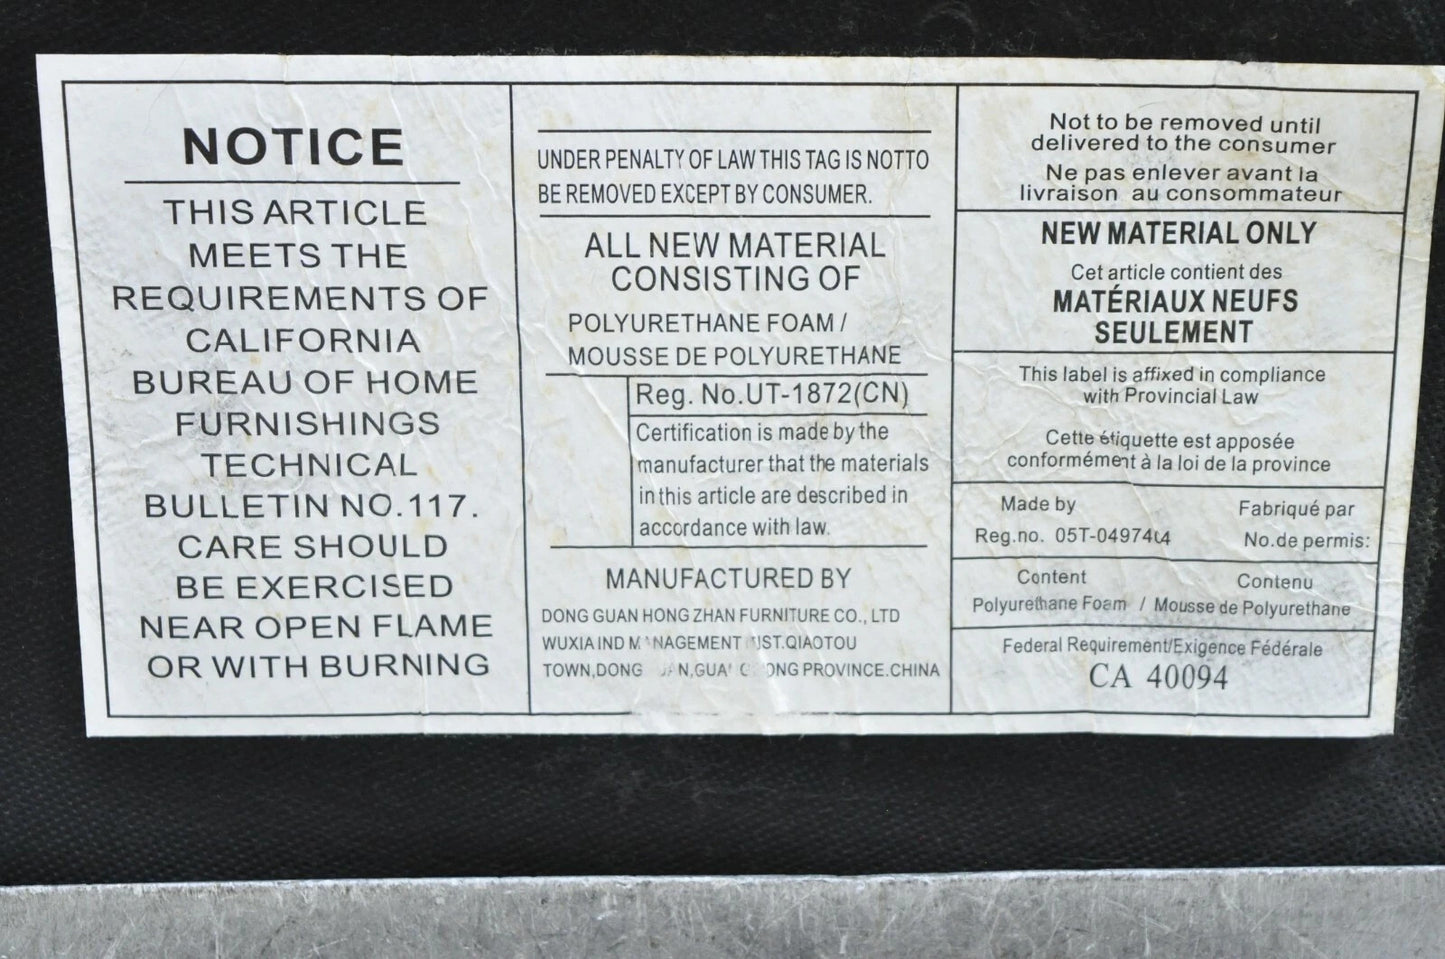 NOTICE
THIS ARTICLE
MEETS THE
REQUIREMENTS OF
CALIFORNIA
BUREAU OF HOME
FURNISHINGS
TECHNICAL
BULLETIN NO.117.
CARE SHOULD
BE EXERCISED
NEAR OPEN FLAME
OR WITH BURNING
UNDER PENALTY OF LAW THIS TAG IS NOT TO
BE REMOVED EXCEPT BY CONSUMER.
ALL NEW MATERIAL
CONSISTING OF
POLYURETHANE FOAM /
MOUSSE DE POLYURETHANE
Reg. No.UT-1872(CN)
Certification is made by the
manufacturer that the materials
in this article are described in
accordance with law.
MANUFACTURED BY
DONG GUAN HONG ZHAN FURNITURE CO., LTD
WUXIA IND MANAGEMENT QIAOTOU
TOWN,DONG PROVINCE.CHINA
Not to be removed until
delivered to the consumer
Ne pas enlever avant la
livraison au consommateur
NEW MATERIAL ONLY
Cet article contient des
MATÉRIAUX NEUFS
SEULEMENT
This label is affixed in compliance
with Provincial Law
Cette étiquette est apposée
conformément à la loi de la province
Made by Fabriqué par
Reg.no. No.de permis:
Content Contenu
Polyurethane Foam / Mousse de Polyurethane
Federal Requirement/Exigence Fédérale
CA 40094